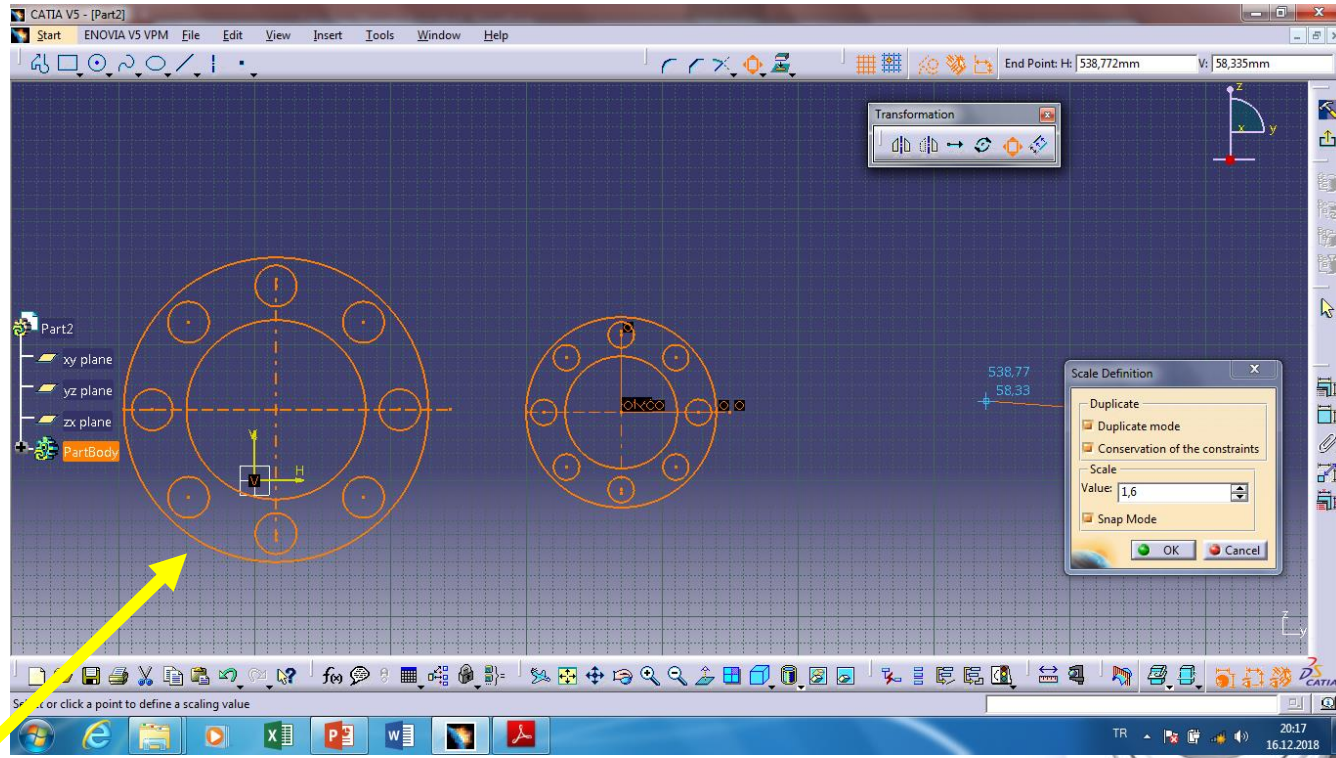 CATIA V5 - [Part2]
Start ENOVIA V5 VPM File Edit View Insert Tools Window Help
End Point: H: 538,772mm V: 58,335mm
Transformation
z
x y
Part2
xy plane
yz plane
zx plane
PartBody
V
H
V
538,77
58,33
Scale Definition
Duplicate
Duplicate mode
Conservation of the constraints
Scale
Value: 1,6
Snap Mode
OK Cancel
z
y
f(x)
CATIA
or click a point to define a scaling value
TR 20:17
16.12.2018